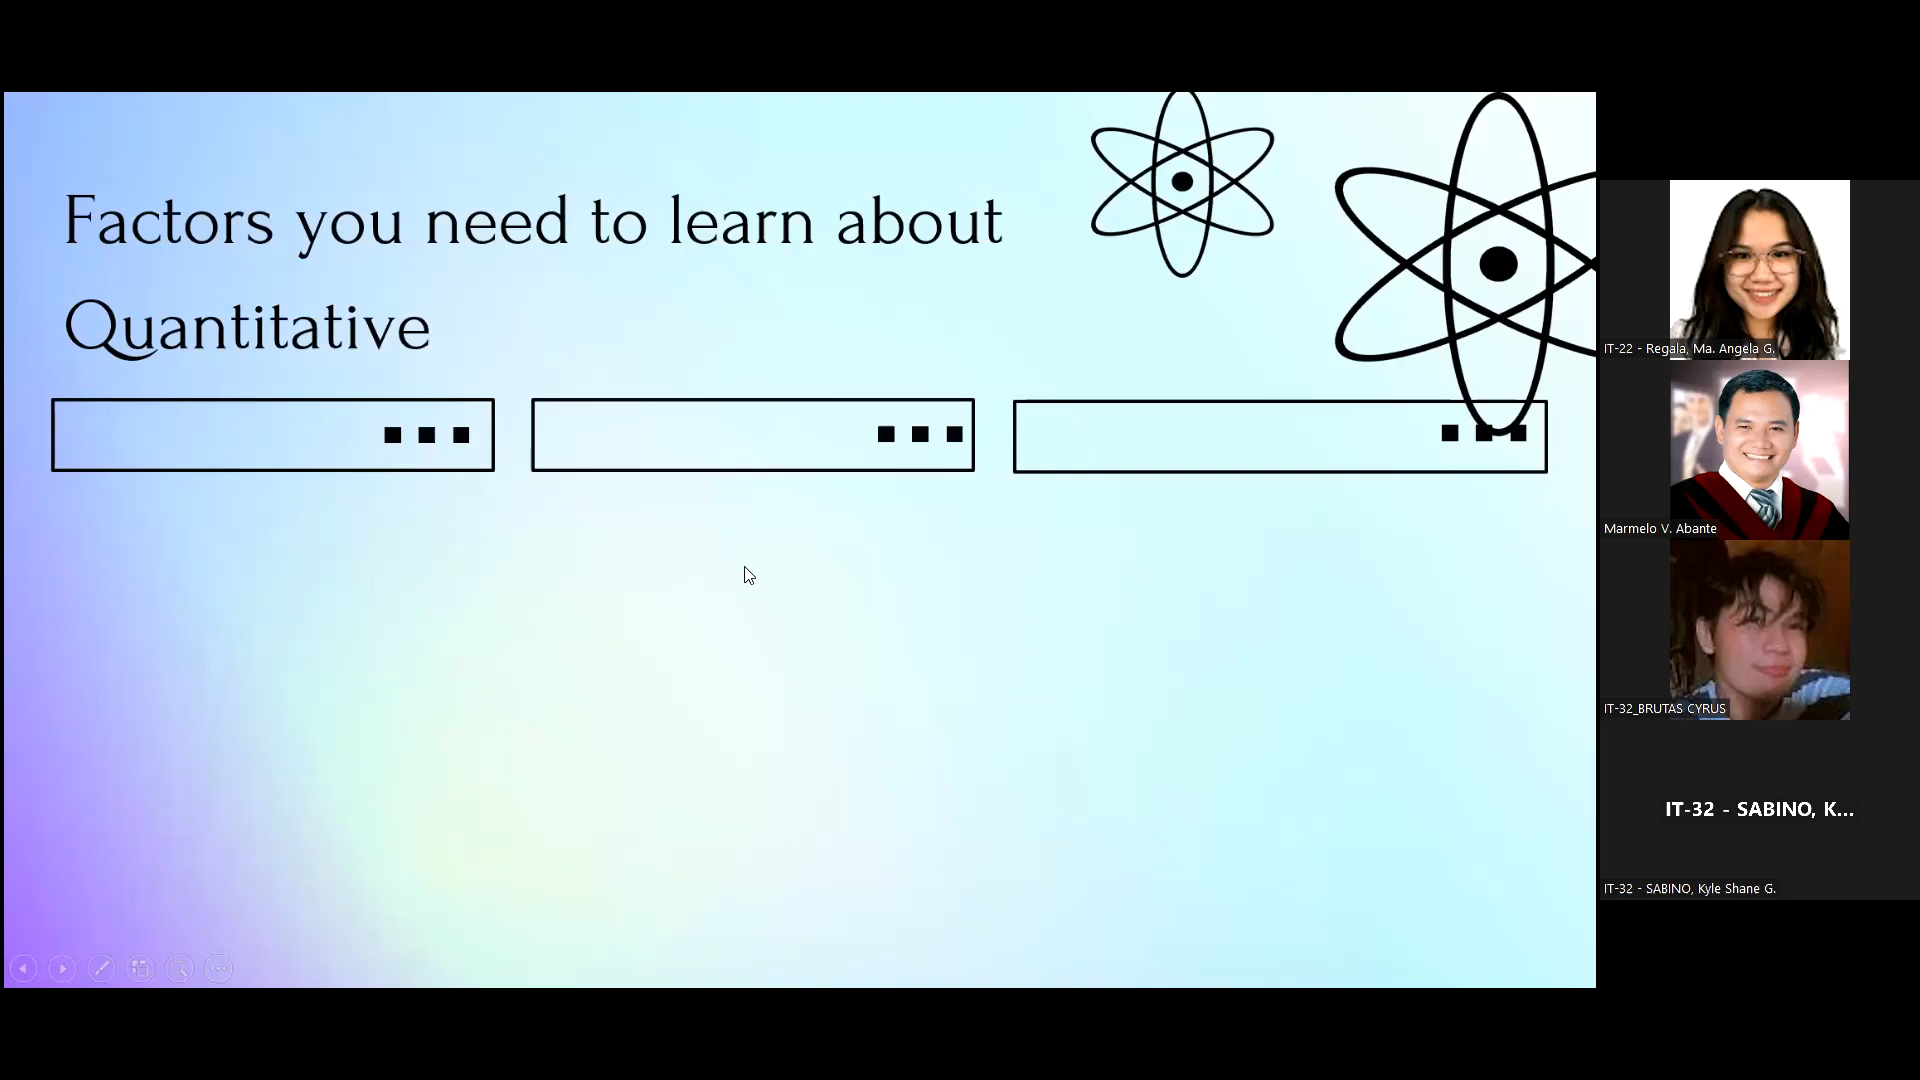 Factors you need to learn about
Quantitative
IT-22 - Regala, Ma. Angela G.
Marmelo V. Abante
IT-32_BRUTAS CYRUS
IT-32 - SABINO, K...
IT-32 - SABINO, Kyle Shane G.